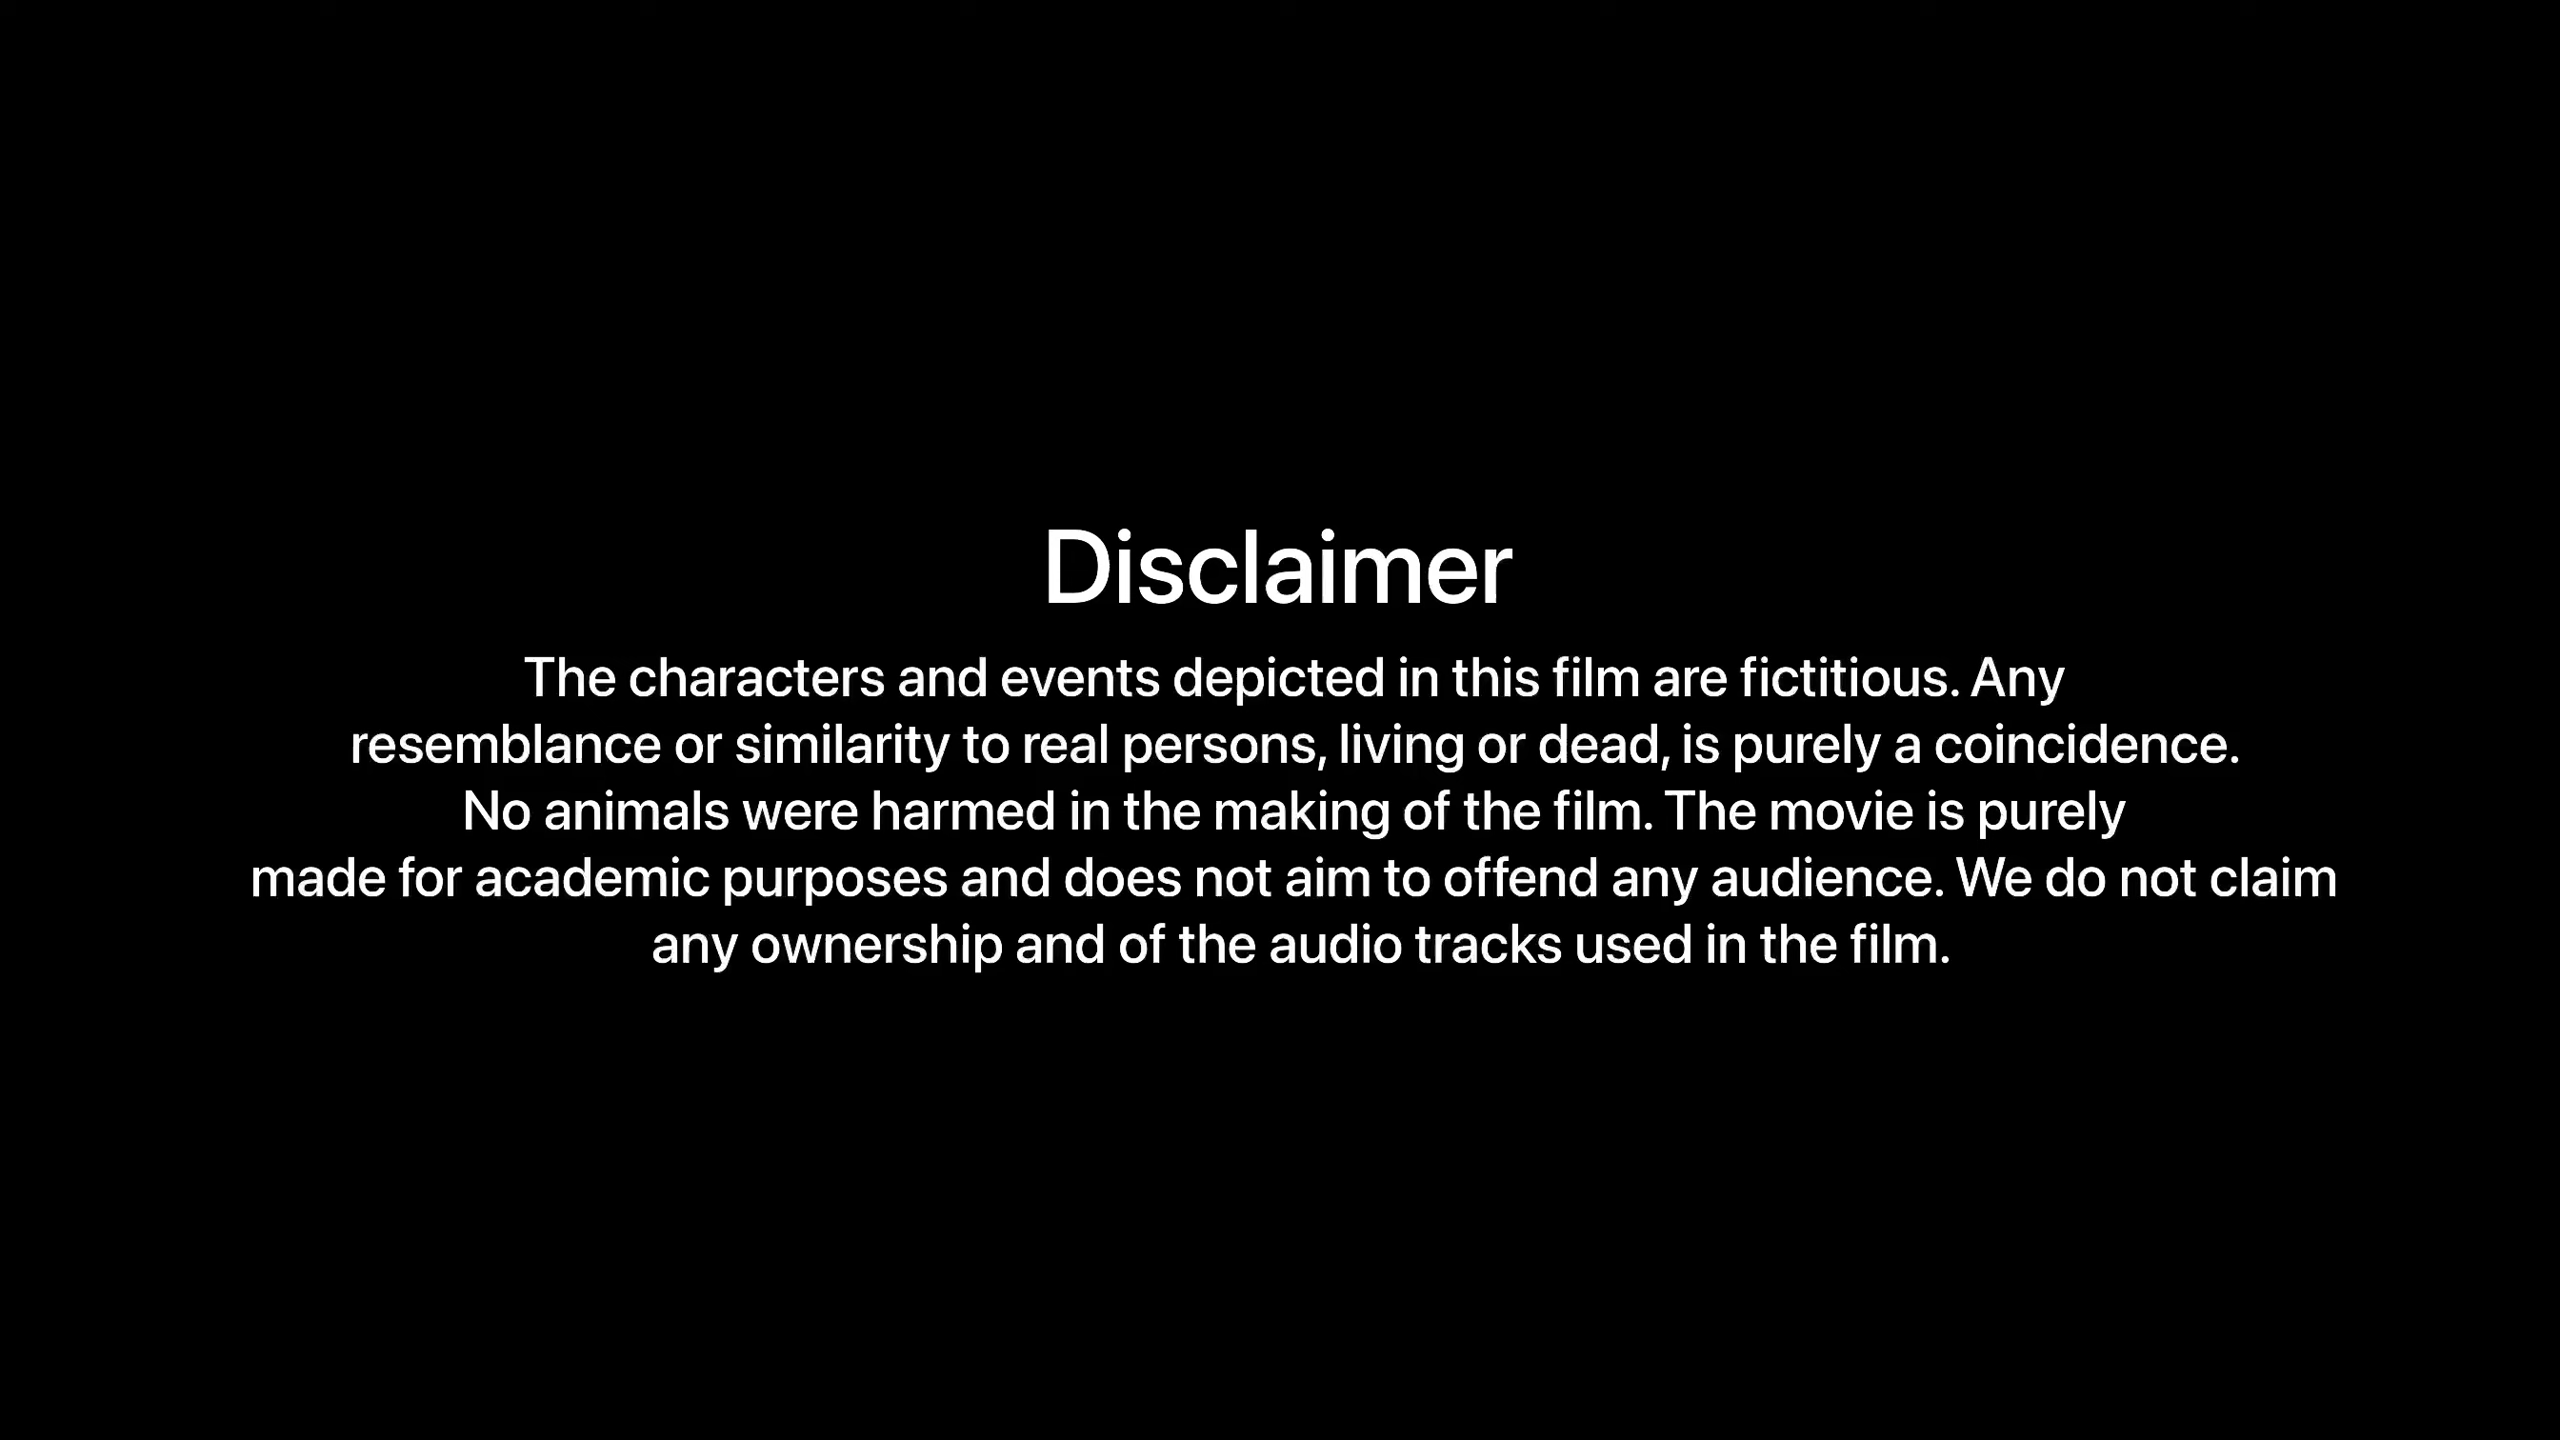 Disclaimer
The characters and events depicted in this film are fictitious. Any
resemblance or similarity to real persons, living or dead, is purely a coincidence.
No animals were harmed in the making of the film. The movie is purely
made for academic purposes and does not aim to offend any audience. We do not claim
any ownership and of the audio tracks used in the film.